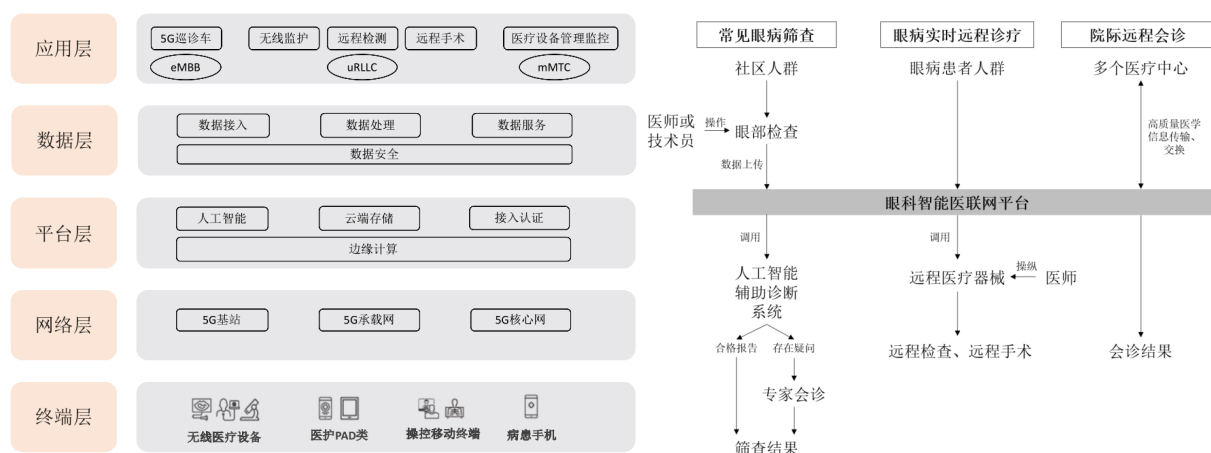 应用层
5G巡诊车
无线监护
远程检测
远程手术
医疗设备管理监控
eMBB
uRLLC
mMTC
数据层
数据接入
数据处理
数据服务
数据安全
平台层
人工智能
云端存储
接入认证
边缘计算
网络层
5G基站
5G承载网
5G核心网
终端层
无线医疗设备
医护PAD类
操控移动终端
病患手机
常见眼病筛查
眼病实时远程诊疗
院际远程会诊
社区人群
眼病患者人群
多个医疗中心
医师或
技术员
操作
眼部检查
高质量医学
信息传输、
交换
数据上传
眼科智能医联网平台
调用
调用
人工智能
辅助诊断
系统
远程医疗器械
操纵
医师
合格报告
存在疑问
远程检查、远程手术
会诊结果
专家会诊
筛查结果